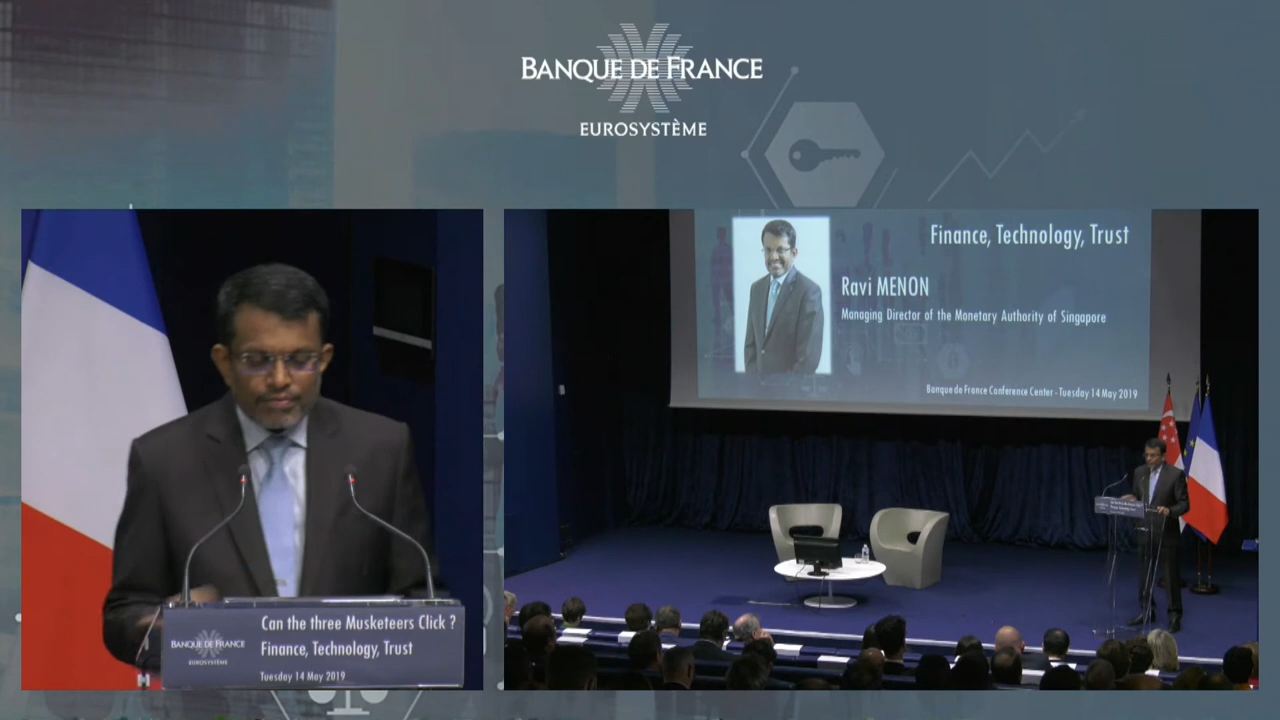 BANQUE DE FRANCE
EUROSYSTÈME
Finance, Technology, Trust
Ravi MENON
Managing Director of the Monetary Authority of Singapore
Banque de France Conference Center - Tuesday 14 May 2019
BANQUE DE FRANCE
EUROSYSTÈME
Can the three Musketeers Click ?
Finance, Technology, Trust
Tuesday 14 May 2019